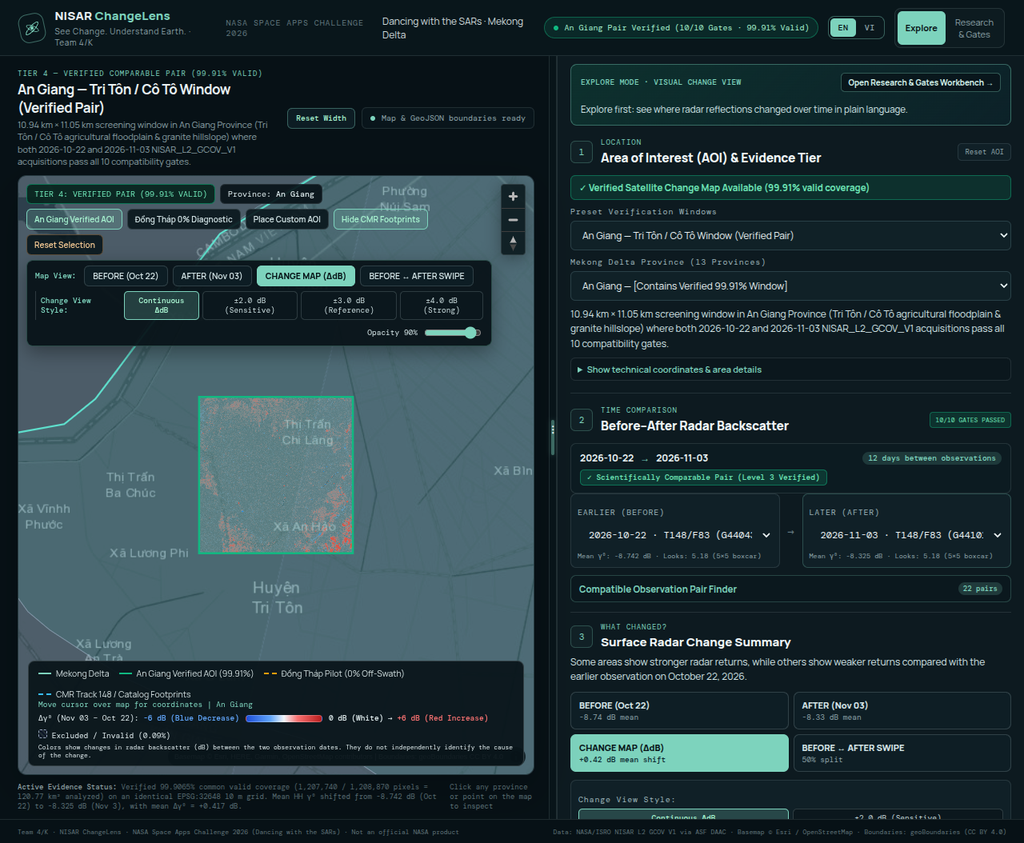 NISAR ChangeLens
See Change. Understand Earth. ·
Team 4/K
NASA SPACE APPS CHALLENGE
2026
Dancing with the SARs · Mekong
Delta
An Giang Pair Verified (10/10 Gates · 99.91% Valid)
EN
VI
Explore
Research
& Gates
TIER 4 — VERIFIED COMPARABLE PAIR (99.91% VALID)
An Giang — Tri Tôn / Cô Tô Window
(Verified Pair)
10.94 km × 11.05 km screening window in An Giang Province (Tri
Tôn / Cô Tô agricultural floodplain & granite hillslope) where
both 2026-10-22 and 2026-11-03 NISAR_L2_GCOV_V1
acquisitions pass all 10 compatibility gates.
Reset Width
Map & GeoJSON boundaries ready
TIER 4: VERIFIED PAIR (99.91% VALID)
Province: An Giang
Phường
Núi Sam
An Giang Verified AOI
Đồng Tháp 0% Diagnostic
Place Custom AOI
Hide CMR Footprints
Reset Selection
Map View:
BEFORE (Oct 22)
AFTER (Nov 03)
CHANGE MAP (ΔdB)
BEFORE ↔ AFTER SWIPE
Change View
Style:
Continuous
ΔdB
±2.0 dB
(Sensitive)
±3.0 dB
(Reference)
±4.0 dB
(Strong)
Opacity 90%
Thị Trấn
Chi Lăng
Thị Trấn
Ba Chúc
Xã Vĩnhh
Phước
Xã An Hảo
Xã Lương Phi
Huyện
Tri Tôn
Xã Lương
An Trà
Mekong Delta
An Giang Verified AOI (99.91%)
Đồng Tháp Pilot (0% Off-Swath)
CMR Track 148 / Catalog Footprints
Move cursor over map for coordinates | An Giang
Δγ⁰ (Nov 03 − Oct 22): -6 dB (Blue Decrease)
0 dB (White) → +6 dB (Red Increase)
Excluded / Invalid (0.09%)
Colors show changes in radar backscatter (dB) between the two observation dates. They do not independently identify the cause
of the change.
Active Evidence Status: Verified 99.9065% common valid coverage (1,207,740 / 1,208,870 pixels =
120.77 km² analyzed) on an identical EPSG:32648 10 m grid. Mean HH γ⁰ shifted from -8.742 dB (Oct
22) to -8.325 dB (Nov 3), with mean Δγ⁰ = +0.417 dB.
Click any province
or point on the map
to inspect
EXPLORE MODE · VISUAL CHANGE VIEW
Open Research & Gates Workbench →
Explore first: see where radar reflections changed over time in plain language.
1
LOCATION
Area of Interest (AOI) & Evidence Tier
Reset AOI
✓ Verified Satellite Change Map Available (99.91% valid coverage)
Preset Verification Windows
An Giang — Tri Tôn / Cô Tô Window (Verified Pair)
Mekong Delta Province (13 Provinces)
An Giang — [Contains Verified 99.91% Window]
10.94 km × 11.05 km screening window in An Giang Province (Tri Tôn / Cô Tô agricultural floodplain &
granite hillslope) where both 2026-10-22 and 2026-11-03 NISAR_L2_GCOV_V1 acquisitions pass all
10 compatibility gates.
▶ Show technical coordinates & area details
2
TIME COMPARISON
Before–After Radar Backscatter
10/10 GATES PASSED
2026-10-22 → 2026-11-03
12 days between observations
✓ Scientifically Comparable Pair (Level 3 Verified)
EARLIER (BEFORE)
2026-10-22 · T148/F83 (G4404
Mean γ⁰: -8.742 dB · Looks: 5.18 (5×5 boxcar)
→
LATER (AFTER)
2026-11-03 · T148/F83 (G4410
Mean γ⁰: -8.325 dB · Looks: 5.18 (5×5 boxcar)
Compatible Observation Pair Finder
22 pairs
3
WHAT CHANGED?
Surface Radar Change Summary
Some areas show stronger radar returns, while others show weaker returns compared with the
earlier observation on October 22, 2026.
BEFORE (Oct 22)
-8.74 dB mean
AFTER (Nov 03)
-8.33 dB mean
CHANGE MAP (ΔdB)
+0.42 dB mean shift
BEFORE ↔ AFTER SWIPE
50% split
Change View Style:
Continuous ΔdB
±2.0 dB (Sensitive)
Team 4/K · NISAR ChangeLens · NASA Space Apps Challenge 2026 (Dancing with the SARs) · Not an official NASA product
Data: NASA/ISRO NISAR L2 GCOV V1 via ASF DAAC · Basemap © Esri / OpenStreetMap · Boundaries: geoBoundaries (CC BY 4.0)